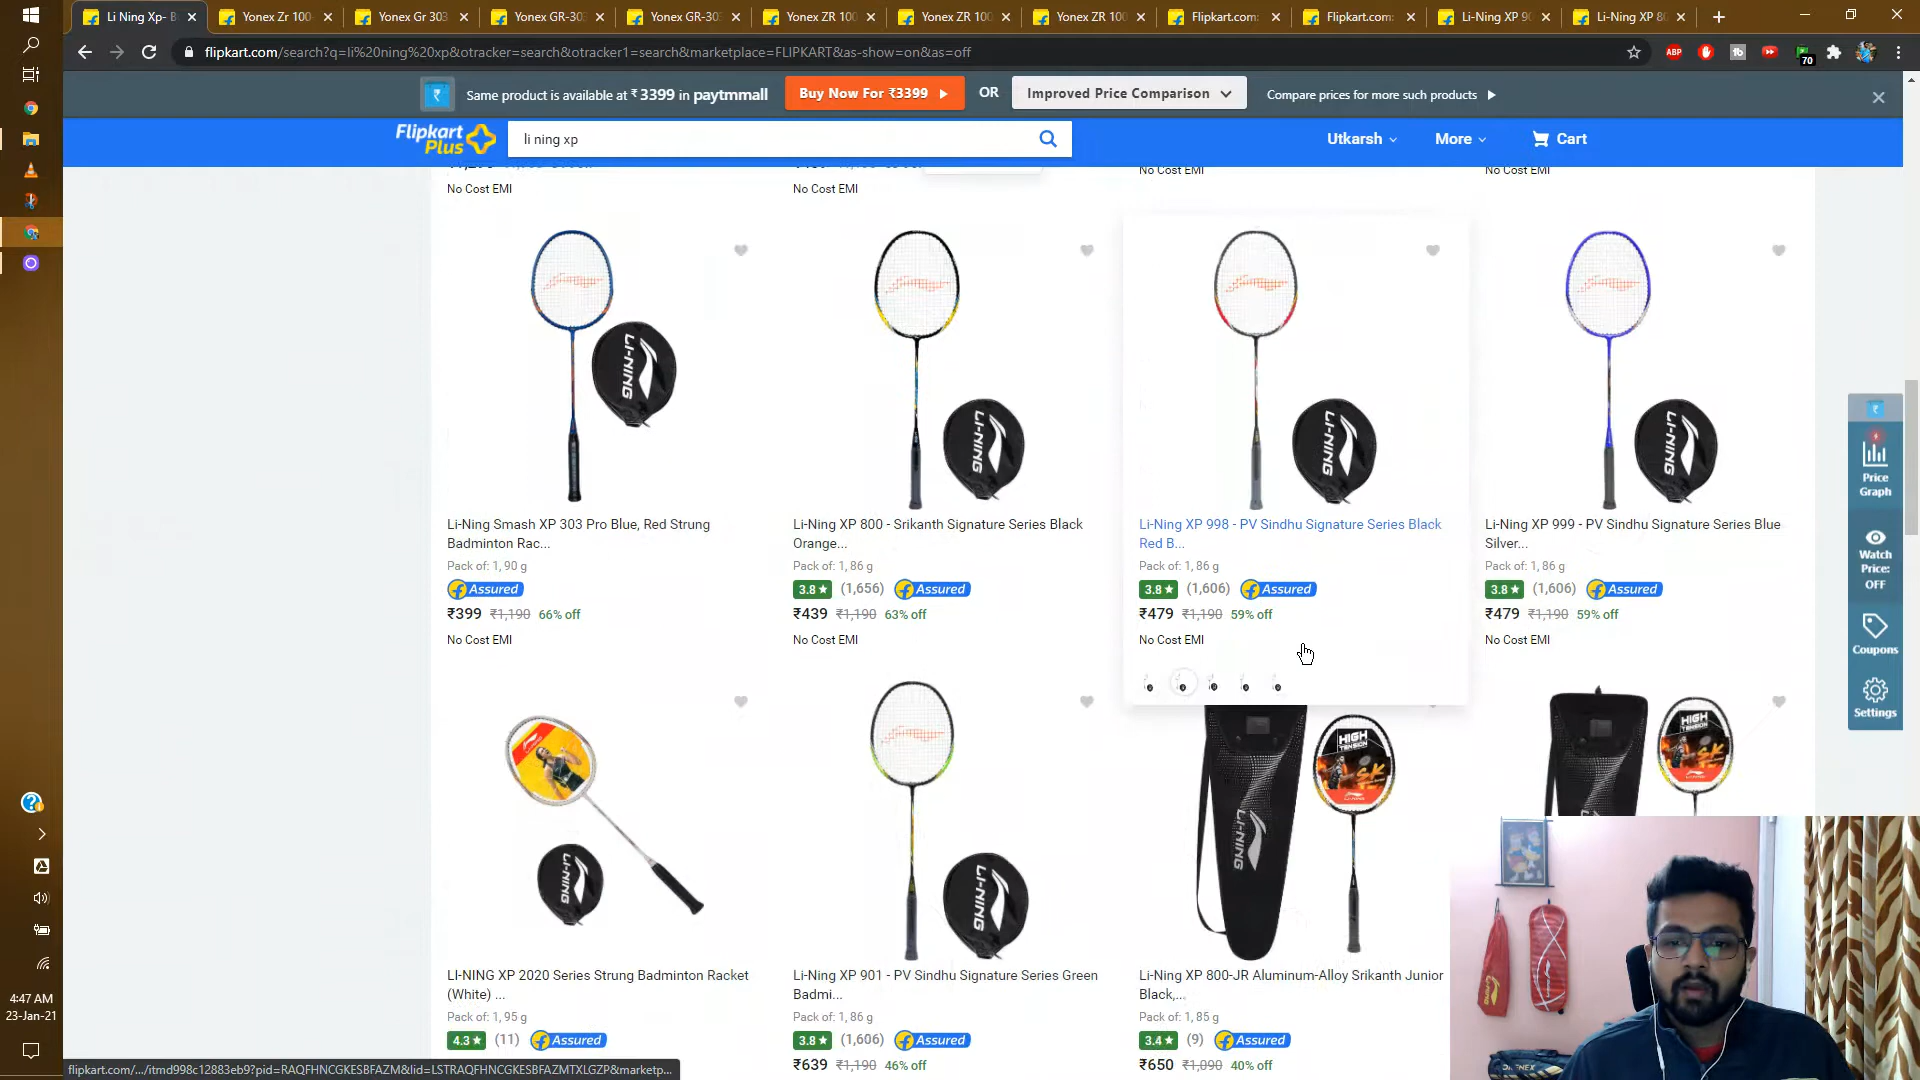 Li Ning Xp- B
Yonex Zr 100
Yonex Gr 303
Yonex GR-303
Yonex GR-303
Yonex ZR 100
Yonex ZR 100
Yonex ZR 100
Flipkart.com:
Flipkart.com:
Li-Ning XP 90
Li-Ning XP 80
flipkart.com/search?q=li%20ning%20xp&otracker=search&otracker1=search&marketplace=FLIPKART&as-show=on&as=off
ABP
70
Same product is available at ₹ 3399 in paytmmall
Buy Now For ₹3399
OR
Improved Price Comparison
Compare prices for more such products
Flipkart
Plus
li ning xp
Utkarsh
More
Cart
No Cost EMI
No Cost EMI
No Cost EMI
No Cost EMI
LI-NING
LI-NING
LI-NING
LI-NING
Li-Ning Smash XP 303 Pro Blue, Red Strung
Badminton Rac...
Pack of: 1, 90 g
Assured
₹399 ₹1,190 66% off
No Cost EMI
Li-Ning XP 800 - Srikanth Signature Series Black
Orange...
Pack of: 1, 86 g
3.8 ★ (1,656) Assured
₹439 ₹1,190 63% off
No Cost EMI
Li-Ning XP 998 - PV Sindhu Signature Series Black
Red B...
Pack of: 1, 86 g
3.8 ★ (1,606) Assured
₹479 ₹1,190 59% off
No Cost EMI
Li-Ning XP 999 - PV Sindhu Signature Series Blue
Silver...
Pack of: 1, 86 g
3.8 ★ (1,606) Assured
₹479 ₹1,190 59% off
No Cost EMI
Price
Graph
Watch
Price:
OFF
Coupons
Settings
LI-NING
LI-NING
LI-NING
HIGH
TENSION
SK
HIGH
TENSION
SK
LI-NING XP 2020 Series Strung Badminton Racket
(White) ...
Pack of: 1, 95 g
4.3 ★ (11) Assured
Li-Ning XP 901 - PV Sindhu Signature Series Green
Badmi...
Pack of: 1, 86 g
3.8 ★ (1,606) Assured
₹639 ₹1,190 46% off
Li-Ning XP 800-JR Aluminum-Alloy Srikanth Junior
Black,...
Pack of: 1, 85 g
3.4 ★ (9) Assured
₹650 ₹1,090 40% off
4:47 AM
23-Jan-21
flipkart.com/.../itmd998c12883eb9?pid=RAQFHNCGKESBFAZM&lid=LSTRAQFHNCGKESBFAZMTXLGZP&marketp...